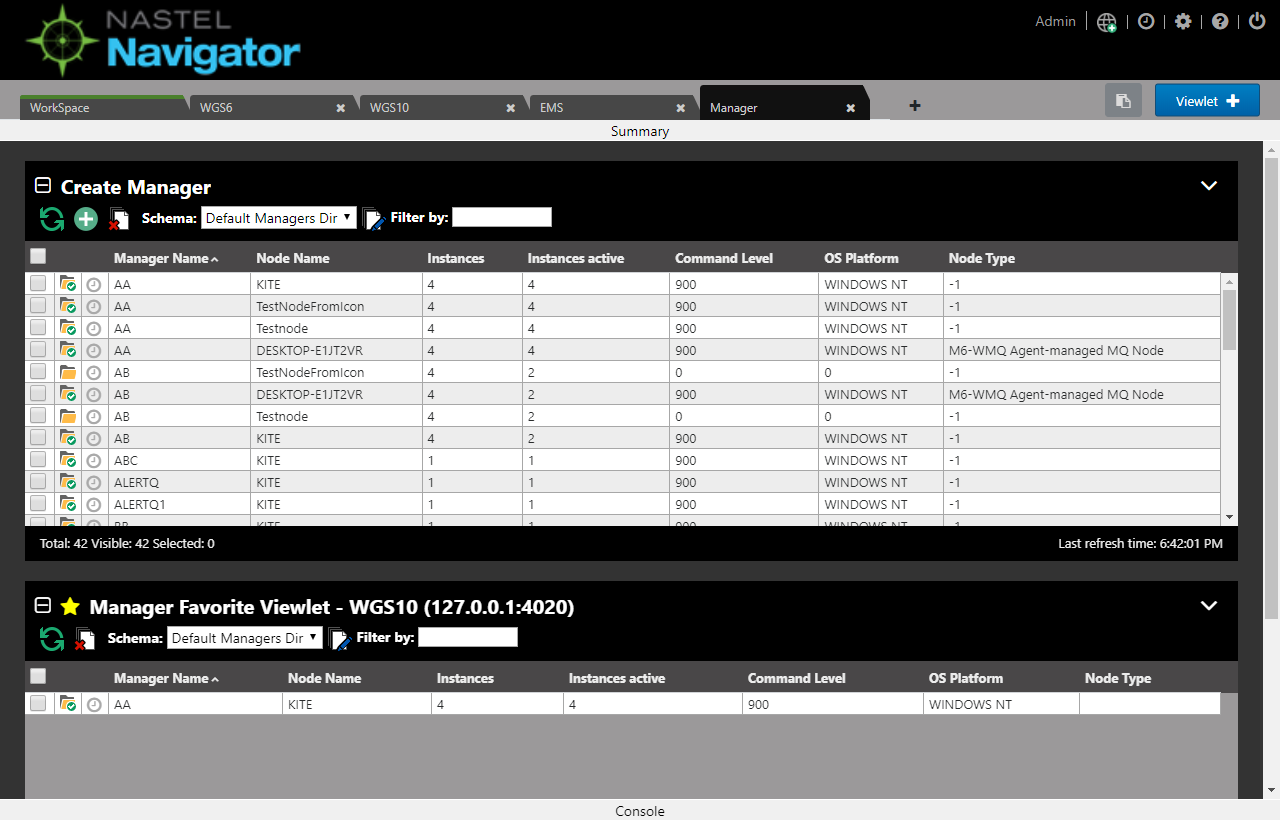 NASTEL
Navigator
Admin
WorkSpace WGS6 WGS10 EMS Manager Viewlet
Summary
Create Manager
Schema: Default Managers Dir Filter by:
Manager Name Node Name Instances Instances active Command Level OS Platform Node Type
AA KITE 4 4 900 WINDOWS NT -1
AA TestNodeFromIcon 4 4 900 WINDOWS NT -1
AA Testnode 4 4 900 WINDOWS NT -1
AA DESKTOP-E1JT2VR 4 4 900 WINDOWS NT M6-WMQ Agent-managed MQ Node
AB TestNodeFromIcon 4 2 0 0 -1
AB DESKTOP-E1JT2VR 4 2 900 WINDOWS NT M6-WMQ Agent-managed MQ Node
AB Testnode 4 2 0 0 -1
AB KITE 4 2 900 WINDOWS NT -1
ABC KITE 1 1 900 WINDOWS NT -1
ALERTQ KITE 1 1 900 WINDOWS NT -1
ALERTQ1 KITE 1 1 900 WINDOWS NT -1
KITE 1 1 900 WINDOWS NT -1
Total: 42 Visible: 42 Selected: 0 Last refresh time: 6:42:01 PM
Manager Favorite Viewlet - WGS10 (127.0.0.1:4020)
Schema: Default Managers Dir Filter by:
Manager Name Node Name Instances Instances active Command Level OS Platform Node Type
AA KITE 4 4 900 WINDOWS NT
Console